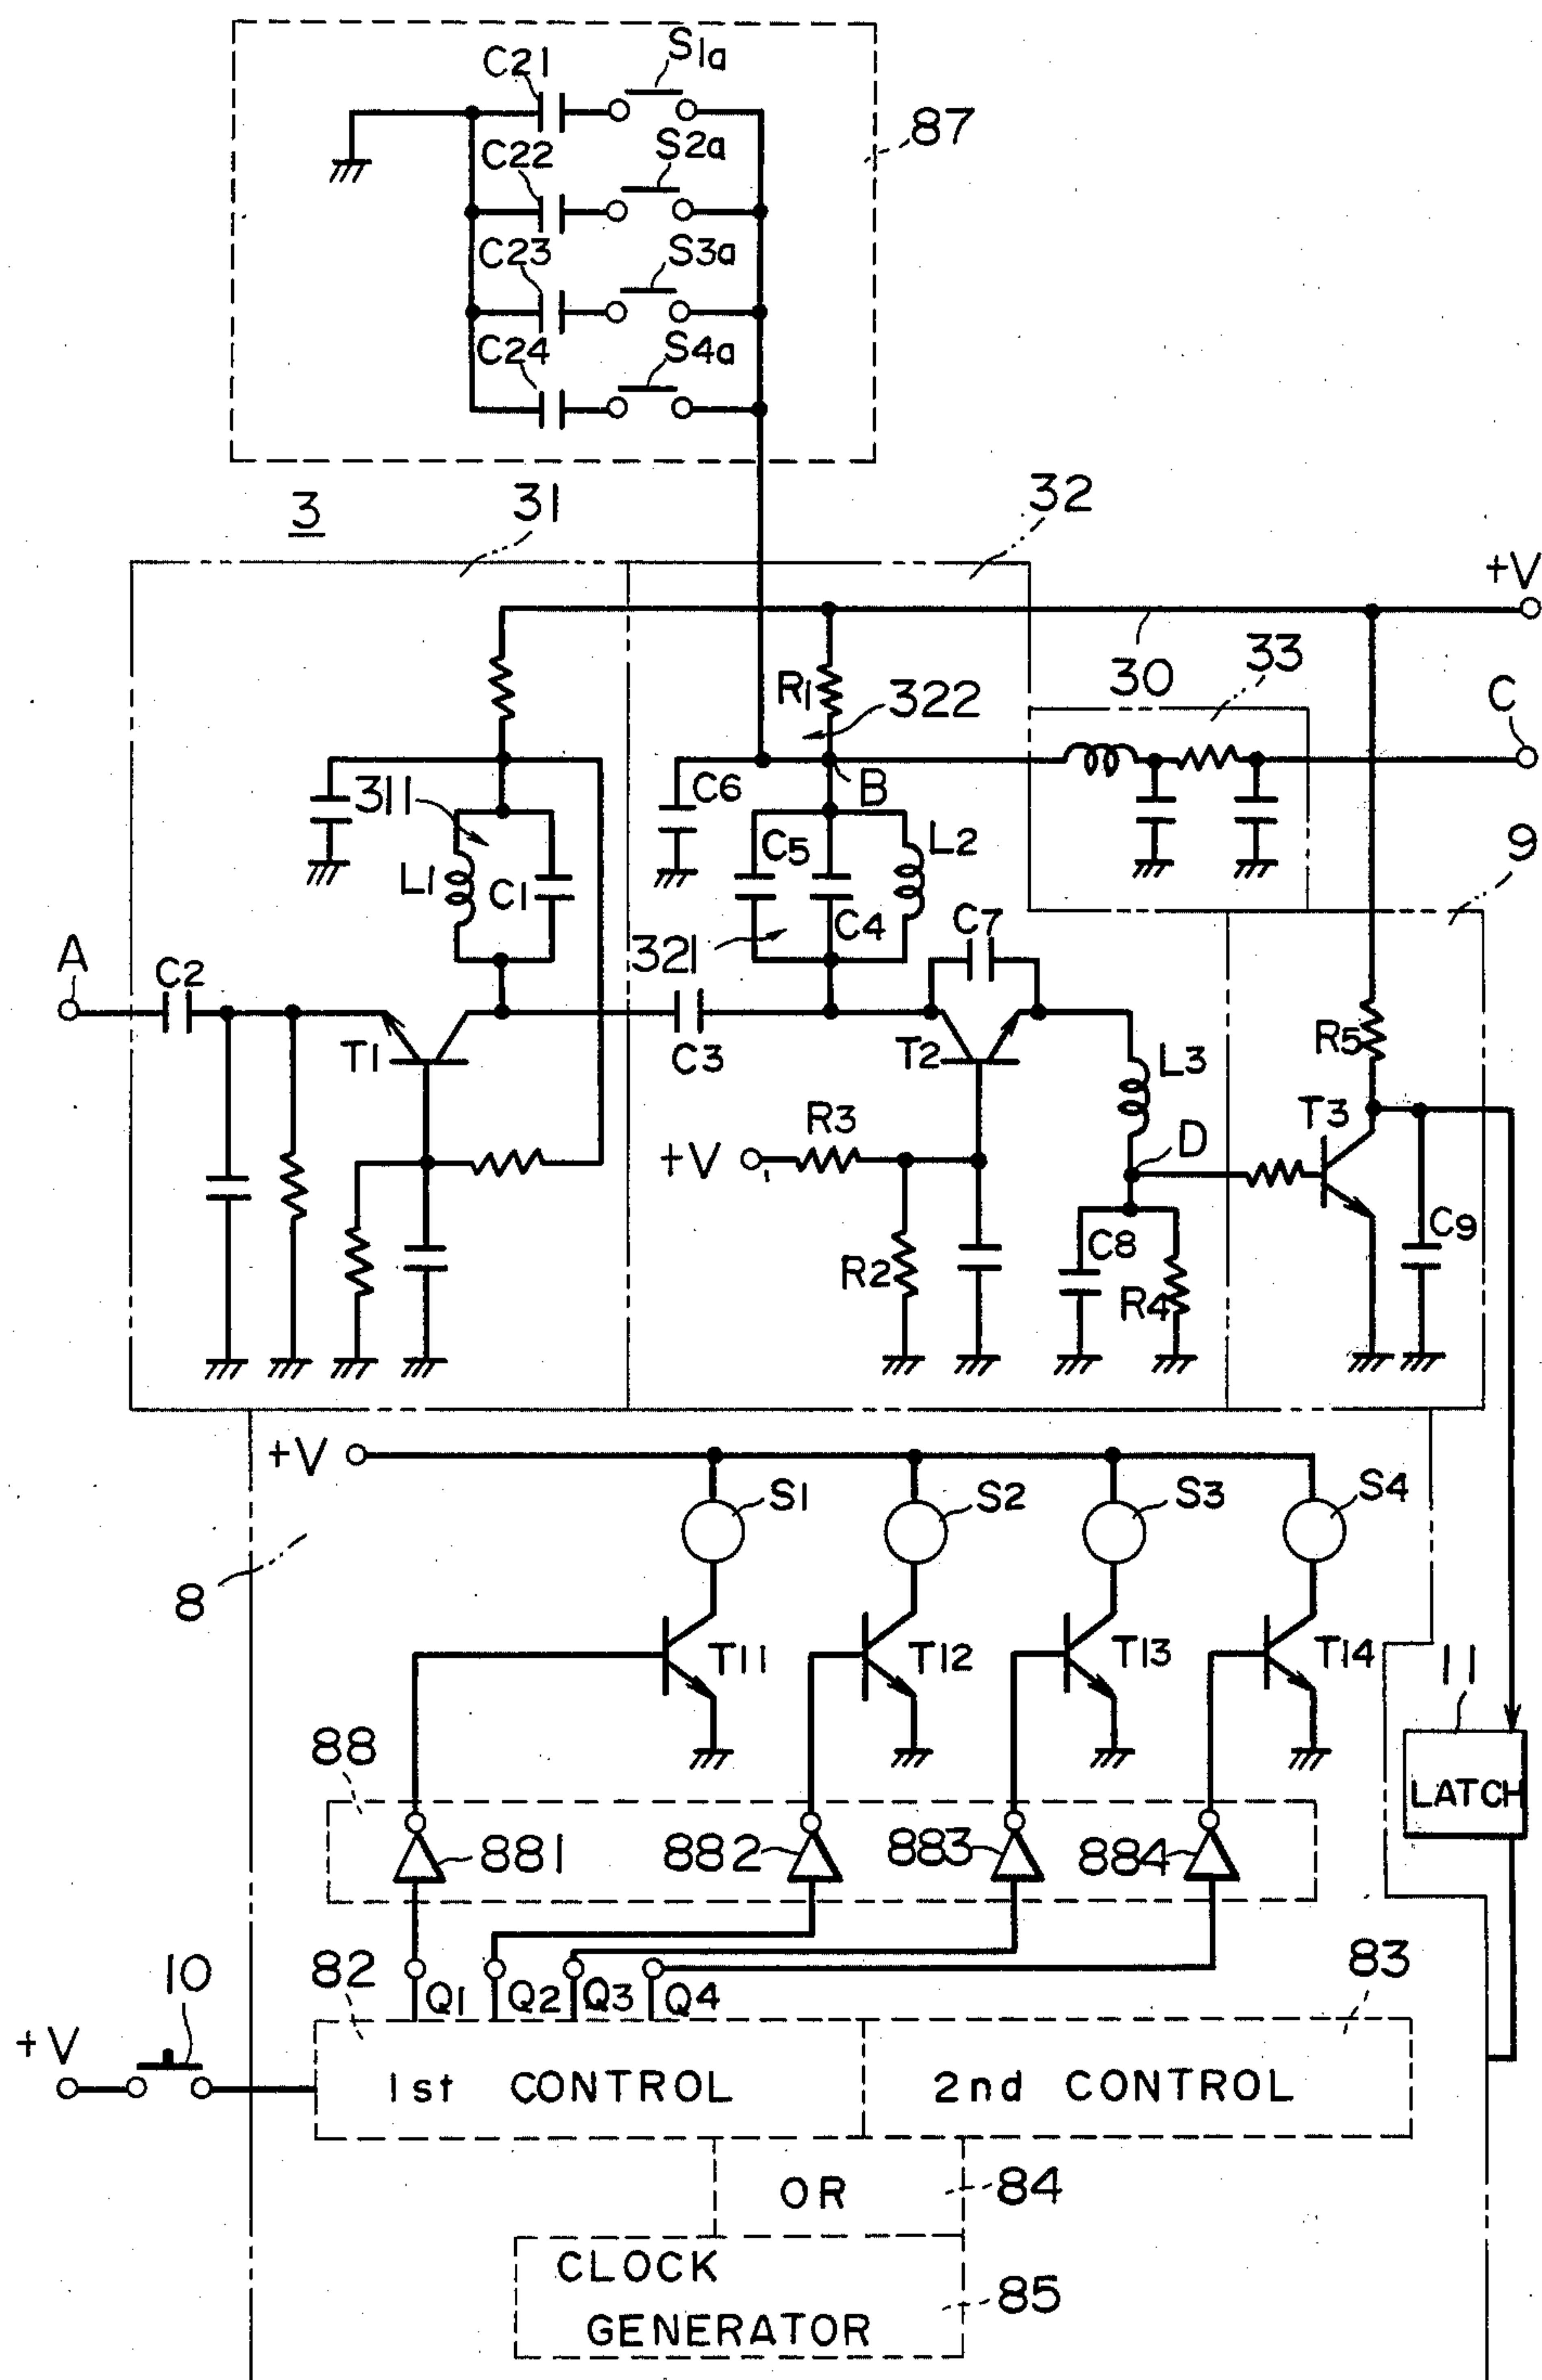 C21
S1a
87
C22
S2a
C23
S3a
C24
S4a
3
31
32
+V
30
33
C
R1
322
C6
B
311
C5
L2
9
L1
C1
C4
C7
321
A
C2
T1
C3
T2
L3
R5
R3
T3
+V
D
R2
C8
R4
C9
+V
S1
S2
S3
S4
8
T11
T12
T13
T14
11
88
LATCH
881
882
883
884
10
82
Q1
Q2
Q3
Q4
83
+V
1st CONTROL
2nd CONTROL
OR
84
CLOCK
GENERATOR
85